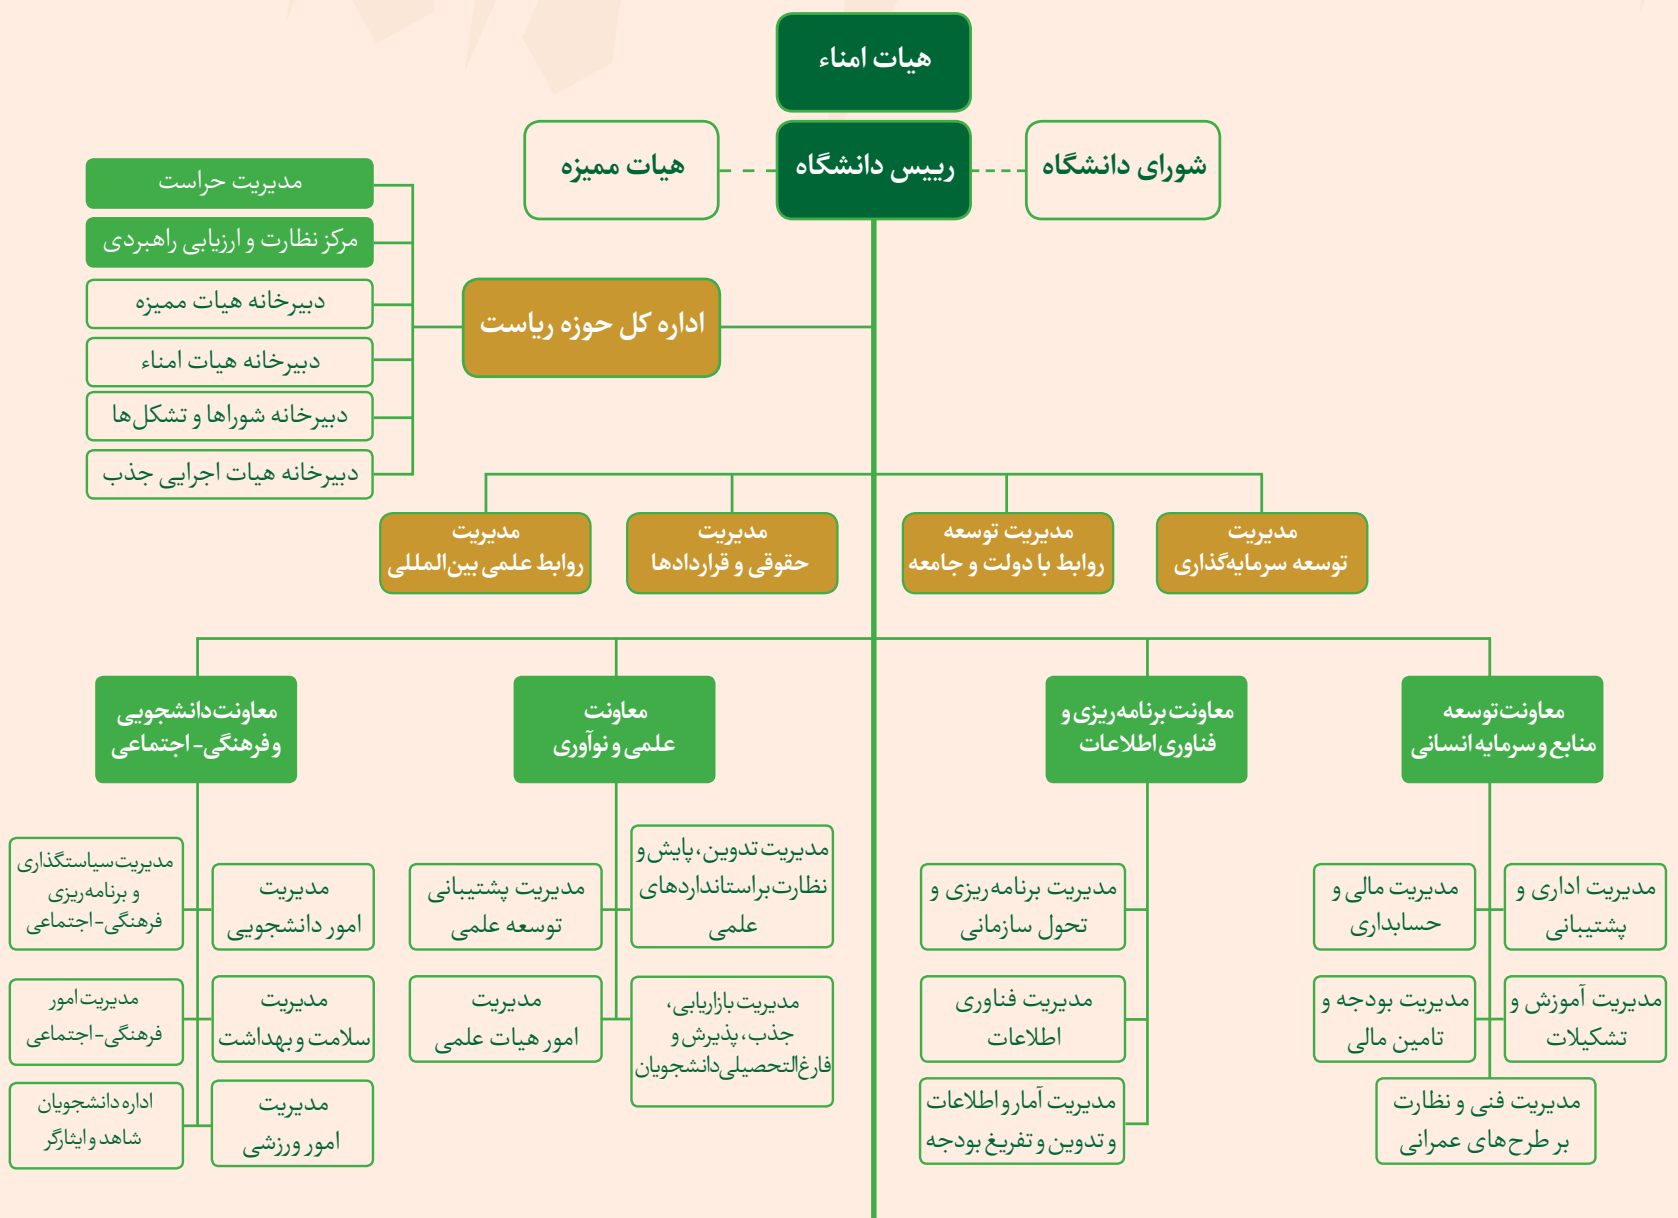 هیات امناء
شورای دانشگاه
رییس دانشگاه
هیات ممیزه
اداره کل حوزه ریاست
مدیریت حراست
مرکز نظارت و ارزیابی راهبردی
دبیرخانه هیات ممیزه
دبیرخانه هیات امناء
دبیرخانه شوراها و تشکل‌ها
دبیرخانه هیات اجرایی جذب
مدیریت
توسعه سرمایه‌گذاری
مدیریت توسعه
روابط با دولت و جامعه
مدیریت
حقوقی و قراردادها
مدیریت
روابط علمی بین‌المللی
معاونت توسعه
منابع و سرمایه انسانی
مدیریت اداری و
پشتیبانی
مدیریت مالی و
حسابداری
مدیریت آموزش و
تشکیلات
مدیریت بودجه و
تامین مالی
مدیریت فنی و نظارت
بر طرح‌های عمرانی
معاونت برنامه‌ریزی و
فناوری اطلاعات
مدیریت برنامه‌ریزی و
تحول سازمانی
مدیریت فناوری
اطلاعات
مدیریت آمار و اطلاعات
و تدوین و تفریغ بودجه
معاونت
علمی و نوآوری
مدیریت تدوین، پایش و
نظارت بر استانداردهای
علمی
مدیریت پشتیبانی
توسعه علمی
مدیریت بازاریابی،
جذب، پذیرش و
فارغ‌التحصیلی دانشجویان
مدیریت
امور هیات علمی
معاونت دانشجویی
و فرهنگی - اجتماعی
مدیریت
امور دانشجویی
مدیریت سیاستگذاری
و برنامه‌ریزی
فرهنگی - اجتماعی
مدیریت
سلامت و بهداشت
مدیریت امور
فرهنگی - اجتماعی
مدیریت
امور ورزشی
اداره دانشجویان
شاهد و ایثارگر